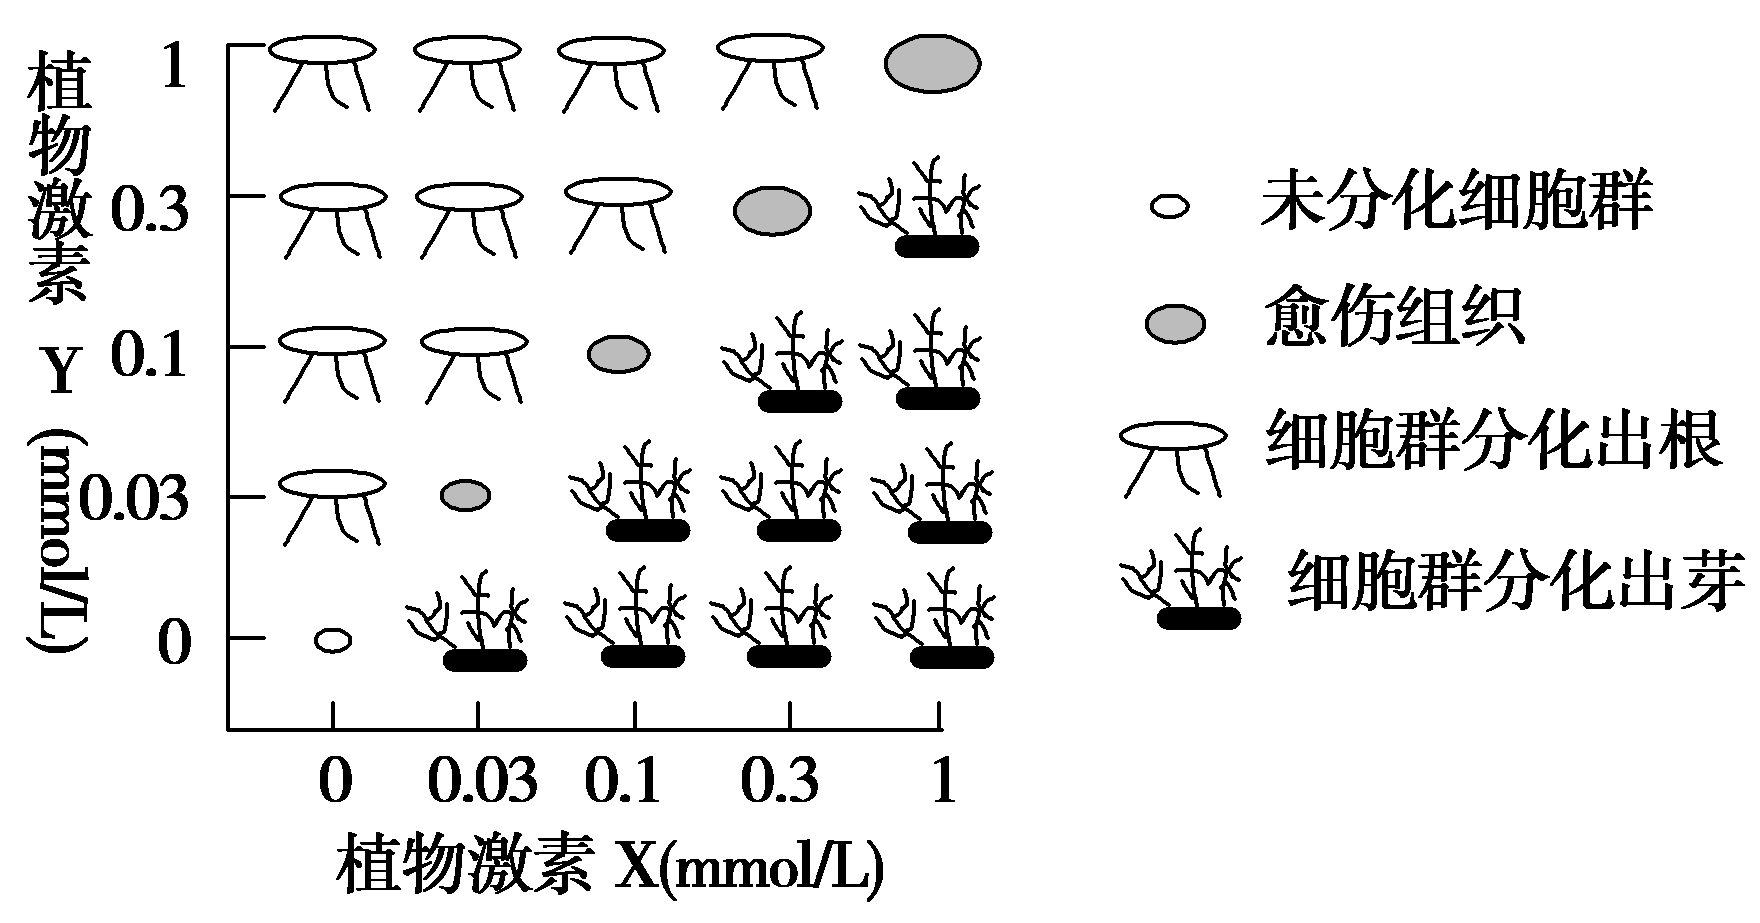 植物激素 Y (mmol/L)
1
0.3
0.1
0.03
0
0 0.03 0.1 0.3 1
植物激素 X(mmol/L)
未分化细胞群
愈伤组织
细胞群分化出根
细胞群分化出芽